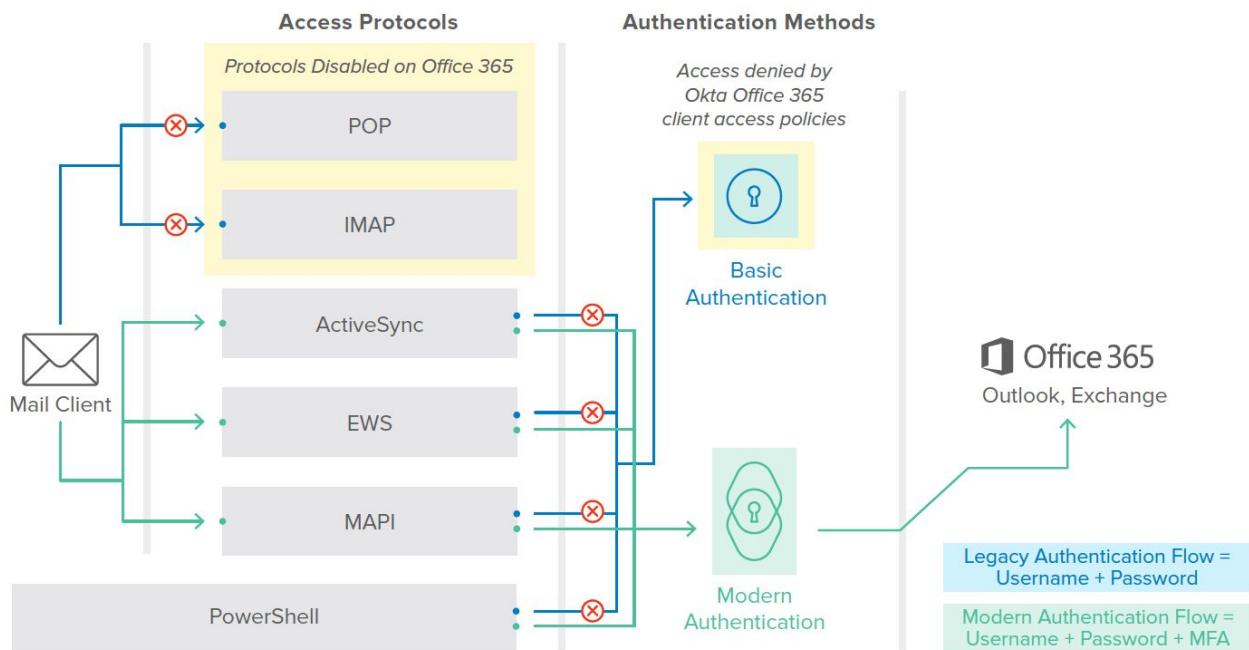 Access Protocols
Authentication Methods
Protocols Disabled on Office 365
Access denied by
Okta Office 365
client access policies
POP
IMAP
Basic
Authentication
ActiveSync
Mail Client
EWS
Office 365
Outlook, Exchange
MAPI
PowerShell
Modern
Authentication
Legacy Authentication Flow =
Username + Password
Modern Authentication Flow =
Username + Password + MFA